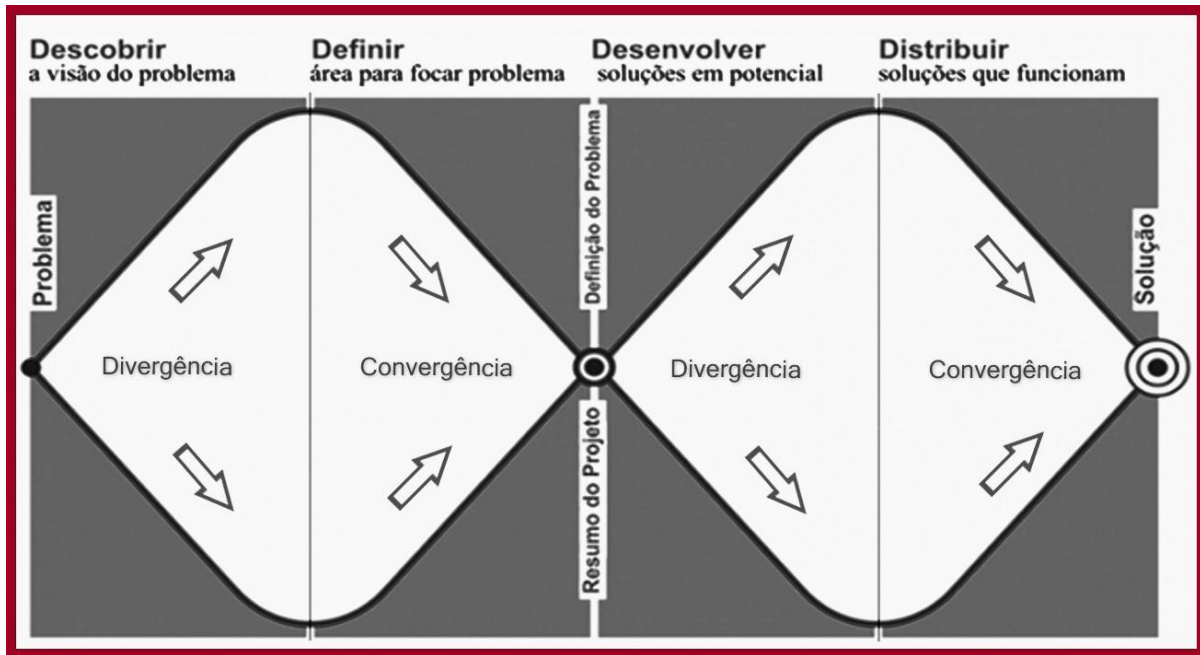 Descobrir
a visão do problema
Definir
área para focar problema
Desenvolver
soluções em potencial
Distribuir
soluções que funcionam
Problema
Divergência
Convergência
Definição do Problema
Resumo do Projeto
Divergência
Convergência
Solução